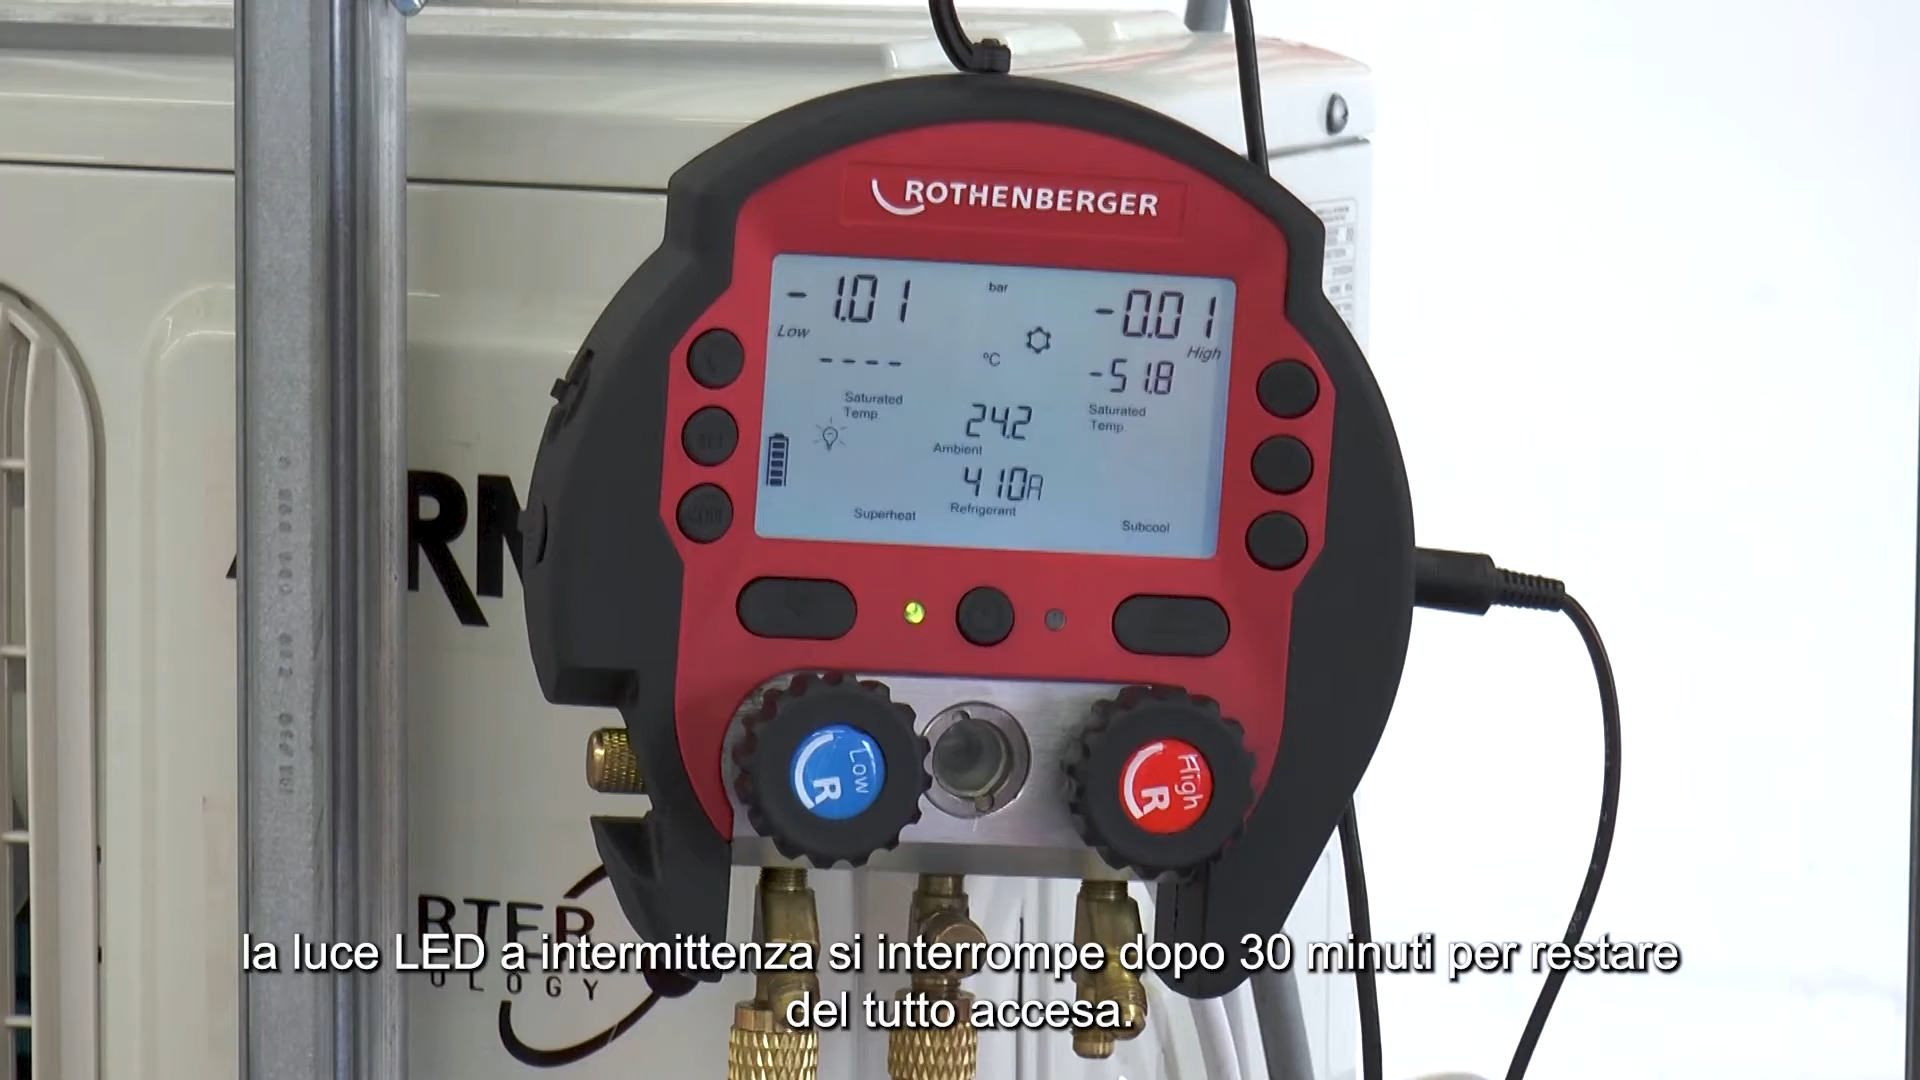 ROTHENBERGER
-1.01
bar
-0.01
Low
High
----
°C
-51.8
Saturated
Temp.
24.2
Saturated
Temp.
Ambient
410A
Superheat
Refrigerant
Subcool
Low
R
High
R
la luce LED a intermittenza si interrompe dopo 30 minuti per restare
del tutto accesa.